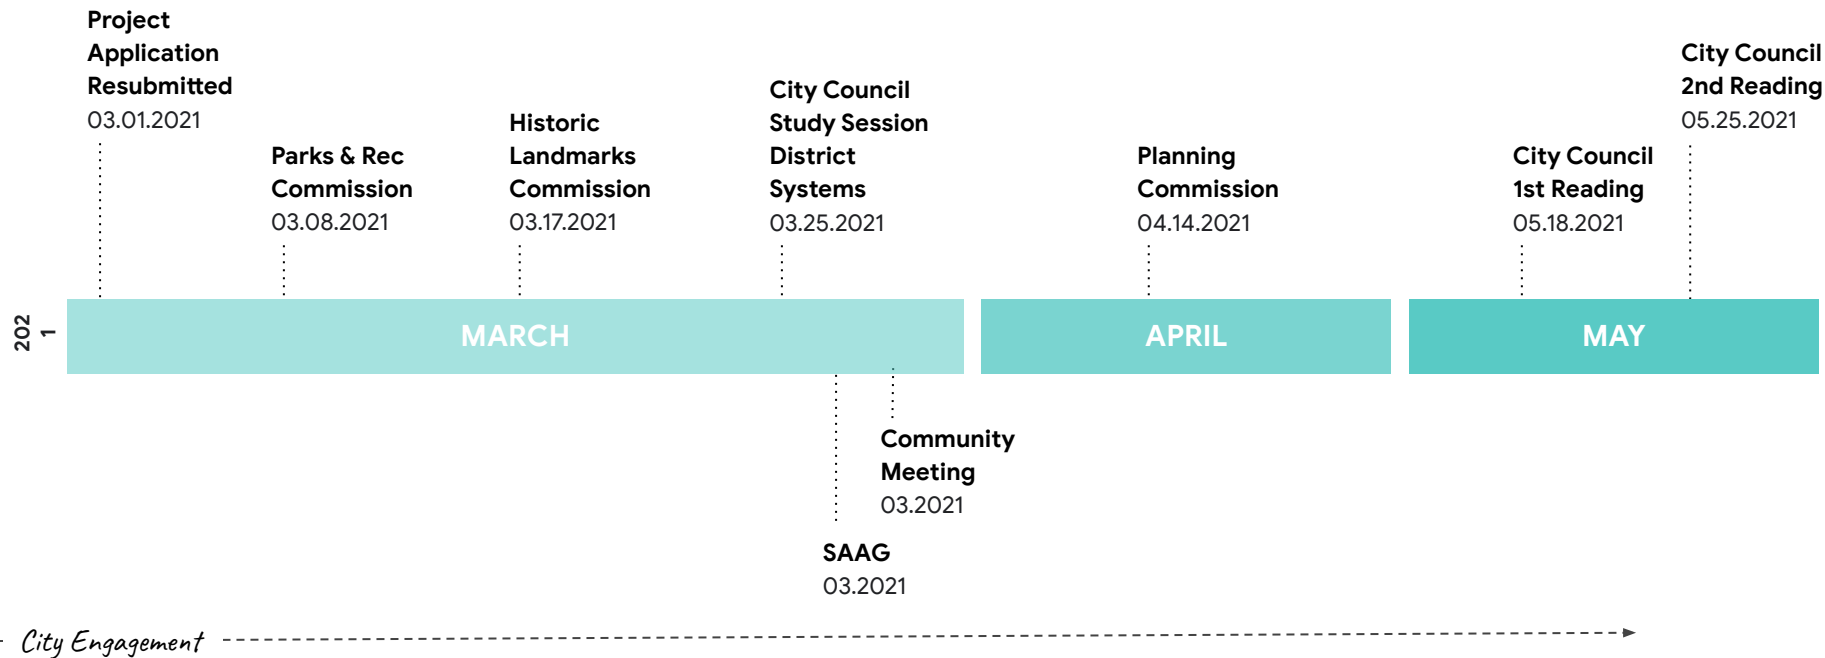 Project
Application
Resubmitted
03.01.2021
Parks & Rec
Commission
03.08.2021
Historic
Landmarks
Commission
03.17.2021
City Council
Study Session
District
Systems
03.25.2021
Planning
Commission
04.14.2021
City Council
1st Reading
05.18.2021
City Council
2nd Reading
05.25.2021
202
1
MARCH
APRIL
MAY
Community
Meeting
03.2021
SAAG
03.2021
City Engagement